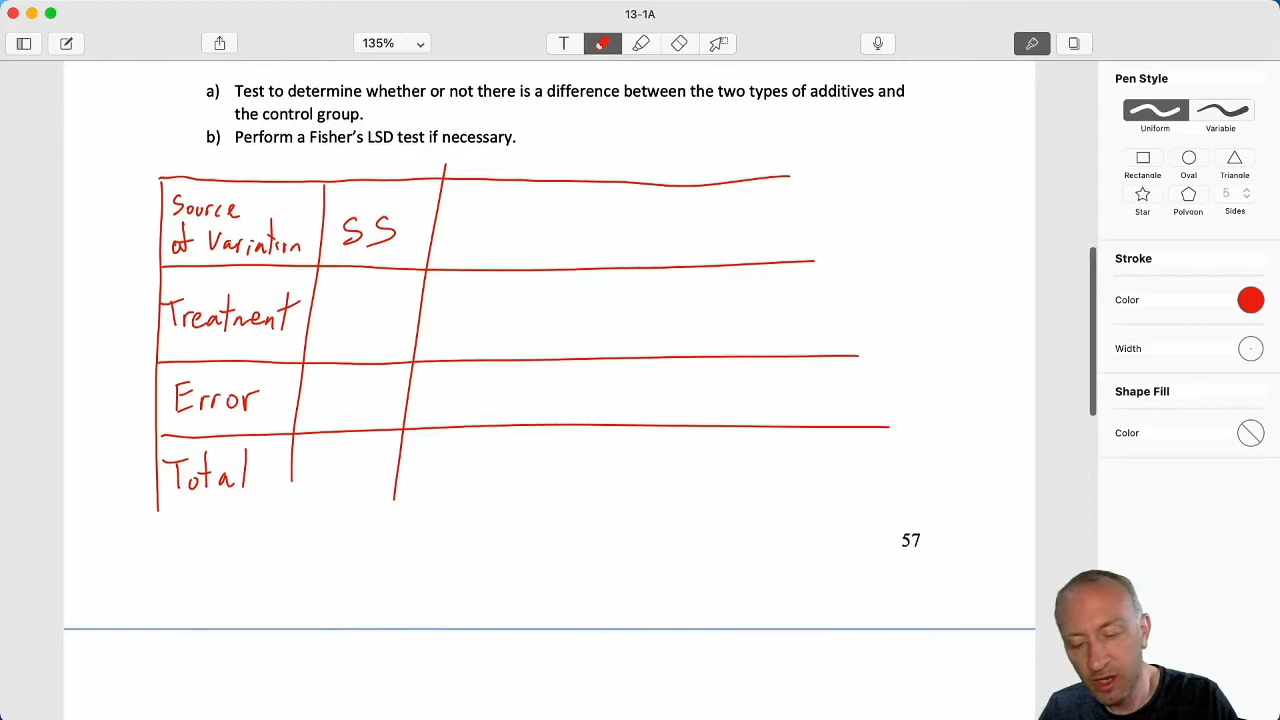 13-1A
135%
T
Pen Style
Uniform
Variable
Rectangle
Oval
Triangle
Star
Polygon
5
Sides
Stroke
Color
Width
Shape Fill
Color
a) Test to determine whether or not there is a difference between the two types of additives and
the control group.
b) Perform a Fisher's LSD test if necessary.
Source
of Variation
SS
Treatment
Error
Total
57